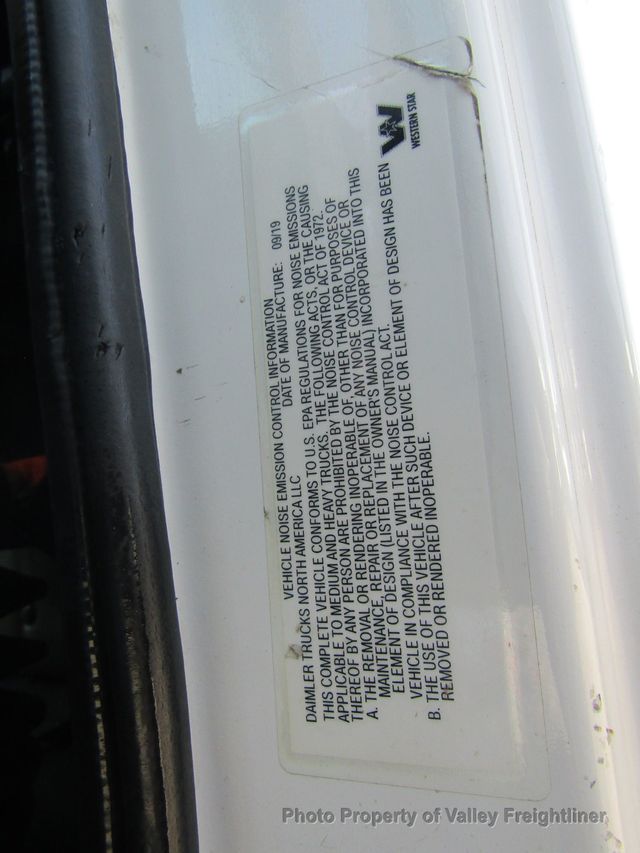 VEHICLE NOISE EMISSION CONTROL INFORMATION
DAIMLER TRUCKS NORTH AMERICA LLC DATE OF MANUFACTURE: 09/19
THIS COMPLETE VEHICLE CONFORMS TO U.S. EPA REGULATIONS FOR NOISE EMISSIONS
APPLICABLE TO MEDIUM AND HEAVY TRUCKS. THE FOLLOWING ACTS, OR THE CAUSING
THEREOF BY ANY PERSON ARE PROHIBITED BY THE NOISE CONTROL ACT OF 1972.
A. THE REMOVAL OR RENDERING INOPERABLE OF, OTHER THAN FOR PURPOSES OF
MAINTENANCE, REPAIR OR REPLACEMENT OF ANY NOISE CONTROL DEVICE OR
ELEMENT OF DESIGN (LISTED IN THE OWNER'S MANUAL) INCORPORATED INTO THIS
VEHICLE IN COMPLIANCE WITH THE NOISE CONTROL ACT.
B. THE USE OF THIS VEHICLE AFTER SUCH DEVICE OR ELEMENT OF DESIGN HAS BEEN
REMOVED OR RENDERED INOPERABLE.
WESTERN STAR
Photo Property of Valley Freightliner